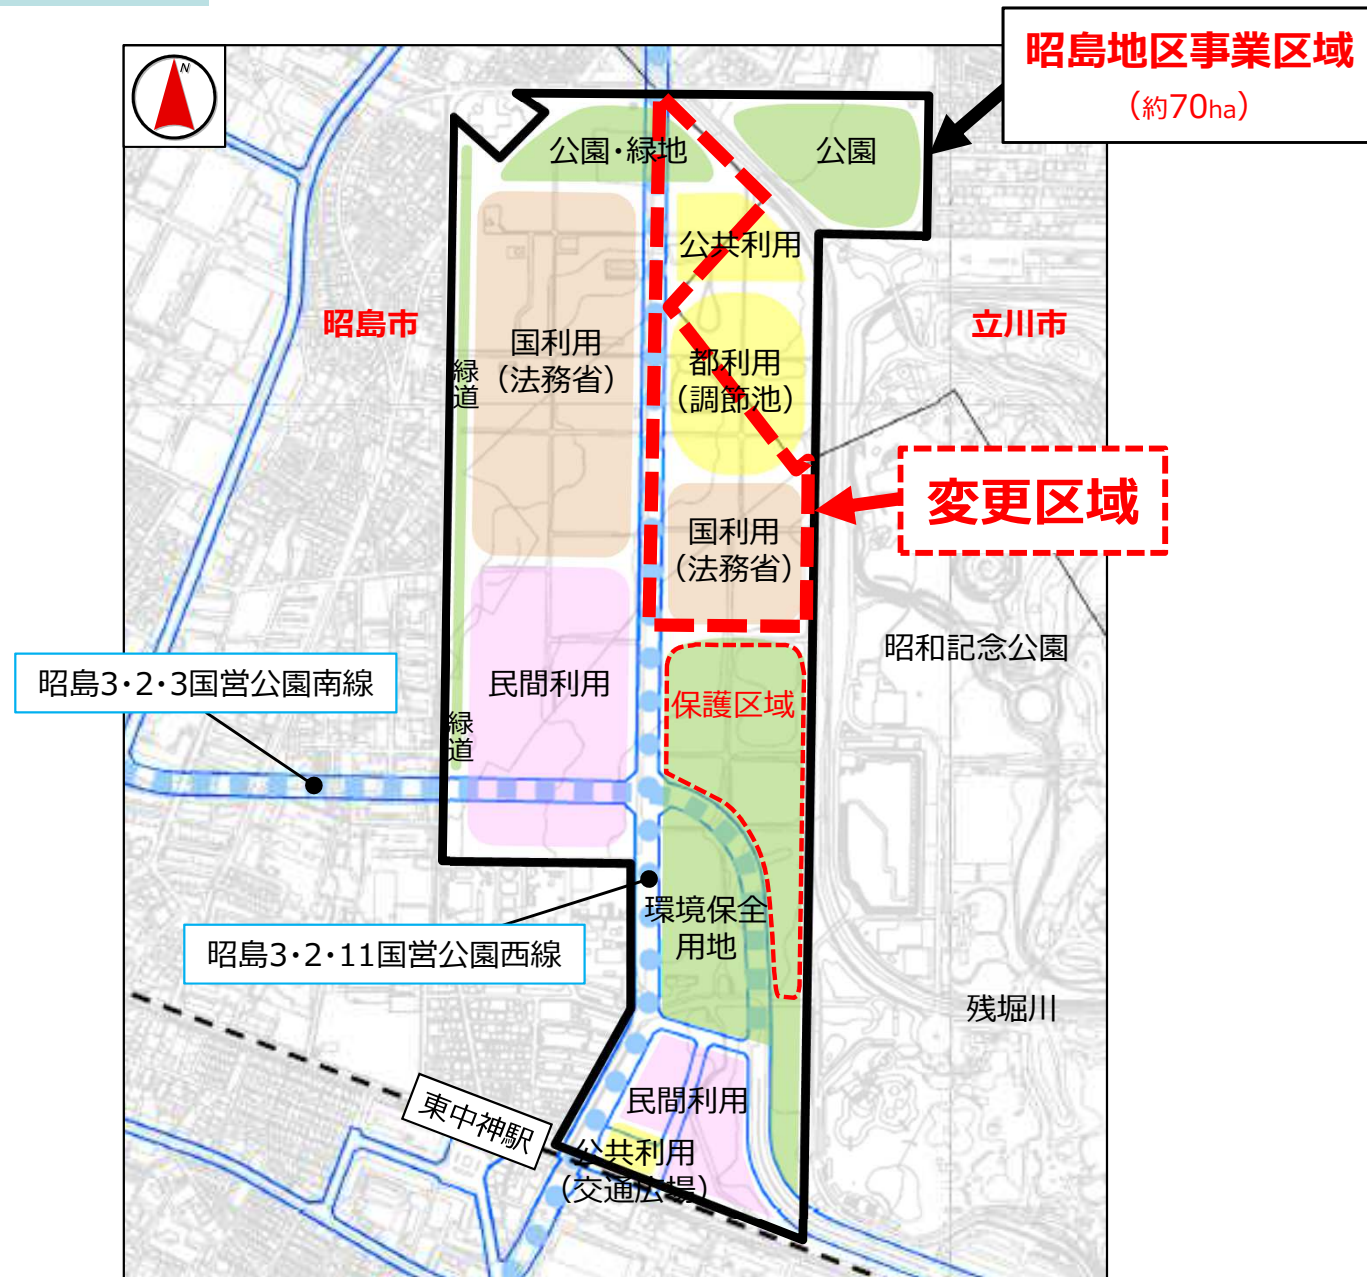 昭島地区事業区域
（約70ha）
N
公園・緑地
公園
公共利用
昭島市
立川市
国利用
（法務省）
緑道
都利用
（調節池）
変更区域
国利用
（法務省）
昭和記念公園
昭島3・2・3国営公園南線
民間利用
保護区域
緑道
環境保全
用地
昭島3・2・11国営公園西線
残堀川
民間利用
東中神駅
公共利用
（交通広場）